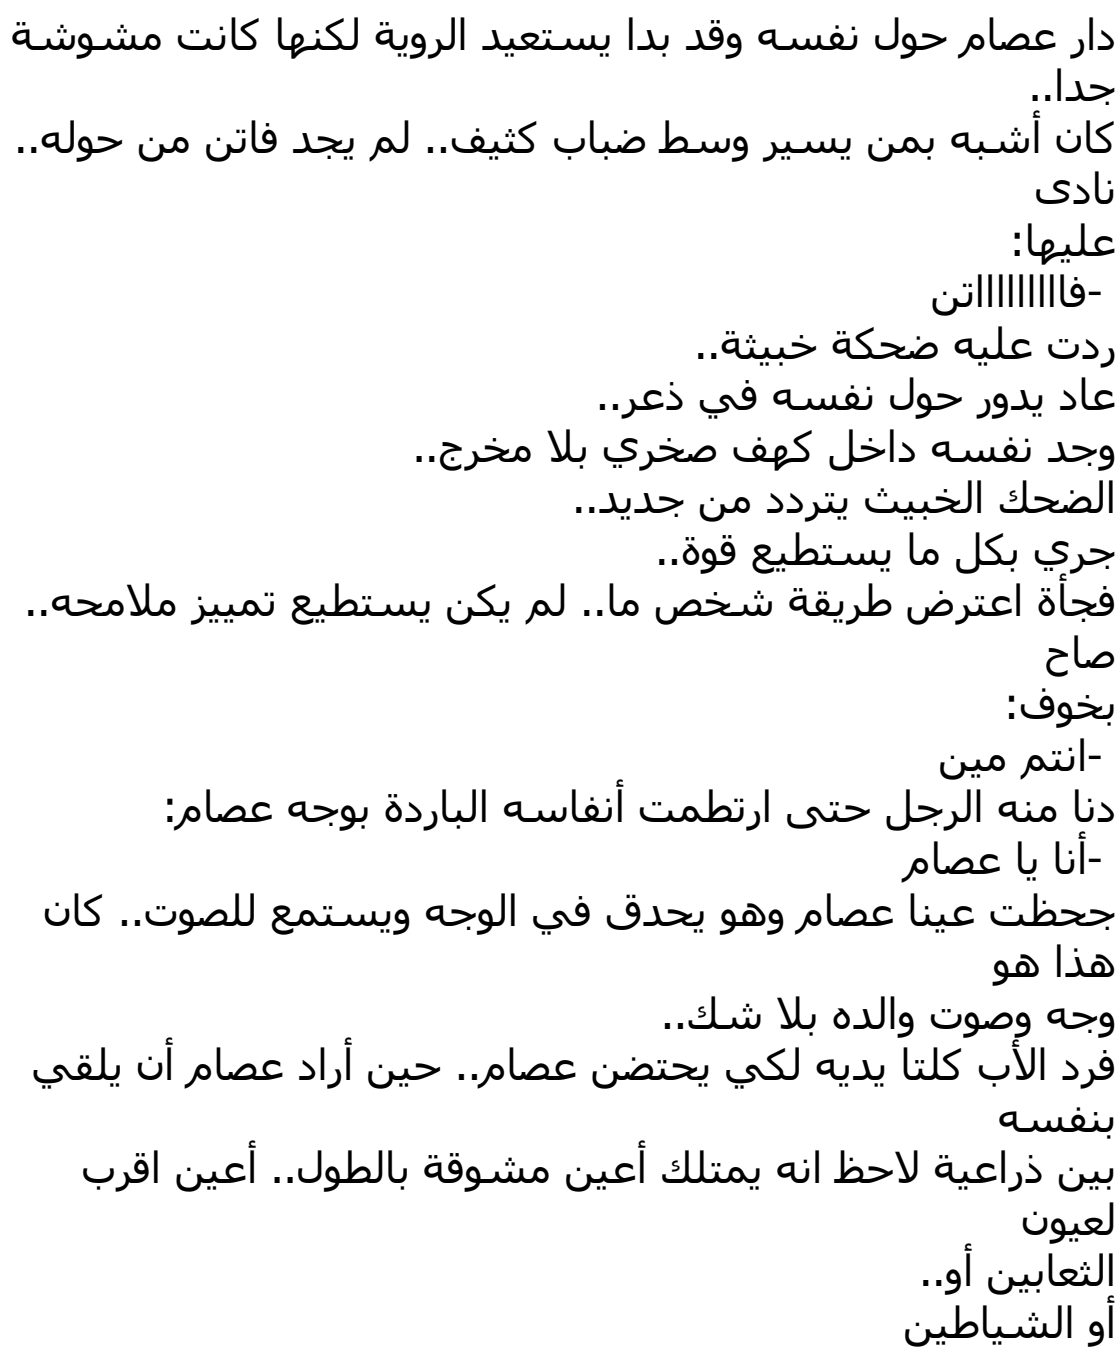 دار عصام حول نفسه وقد بدا يستعيد الروية لكنها كانت مشوشة
جدا..
كان أشبه بمن يسير وسط ضباب كثيف.. لم يجد فاتن من حوله..
نادى
عليها:
-فااااااااااتن
ردت عليه ضحكة خبيثة..
عاد يدور حول نفسه في ذعر..
وجد نفسه داخل كهف صخري بلا مخرج..
الضحك الخبيث يتردد من جديد..
جري بكل ما يستطيع قوة..
فجأة اعترض طريقة شخص ما.. لم يكن يستطيع تمييز ملامحه..
صاح
بخوف:
-انتم مين
دنا منه الرجل حتى ارتطمت أنفاسه الباردة بوجه عصام:
-أنا يا عصام
جحظت عينا عصام وهو يحدق في الوجه ويستمع للصوت.. كان
هذا هو
وجه وصوت والده بلا شك..
فرد الأب كلتا يديه لكي يحتضن عصام.. حين أراد عصام أن يلقي
بنفسه
بين ذراعية لاحظ انه يمتلك أعين مشوقة بالطول.. أعين اقرب
لعيون
الثعابين أو..
أو الشياطين